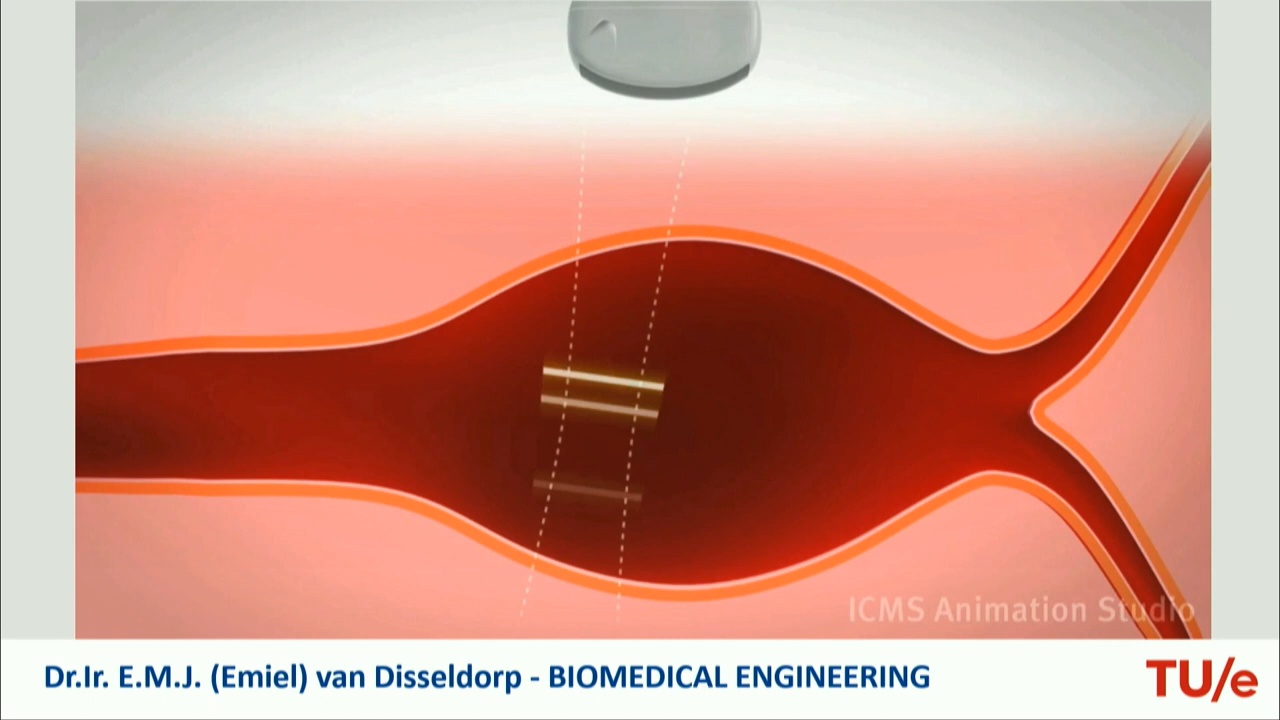 ICMS Animation Studio
Dr.Ir. E.M.J. (Emiel) van Disseldorp - BIOMEDICAL ENGINEERING
TU/e